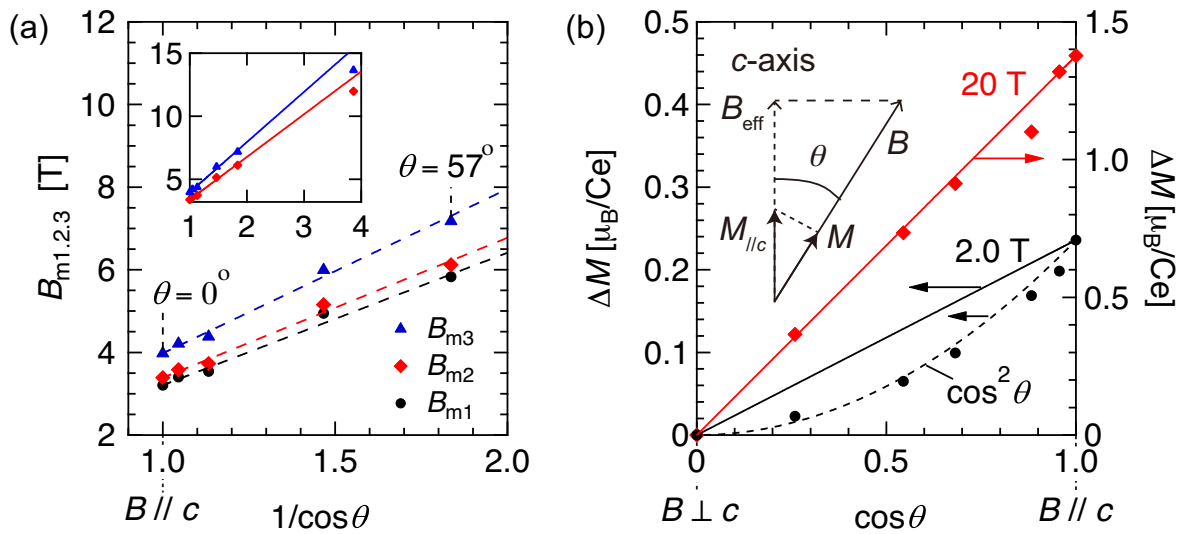 (a)
12
10
8
6
4
2
B_m1.2.3 [T]
15
10
5
1 2 3 4
θ = 57°
θ = 0°
B_m3
B_m2
B_m1
1.0 1.5 2.0
B // c 1/cosθ
(b)
0.5
0.4
0.3
0.2
0.1
0
ΔM [μ_B/Ce]
c-axis
B_eff
B
θ
M_//c
M
20 T
2.0 T
cos²θ
1.5
1.0
0.5
0
ΔM [μ_B/Ce]
0 0.5 1.0
B ⊥ c cosθ B // c